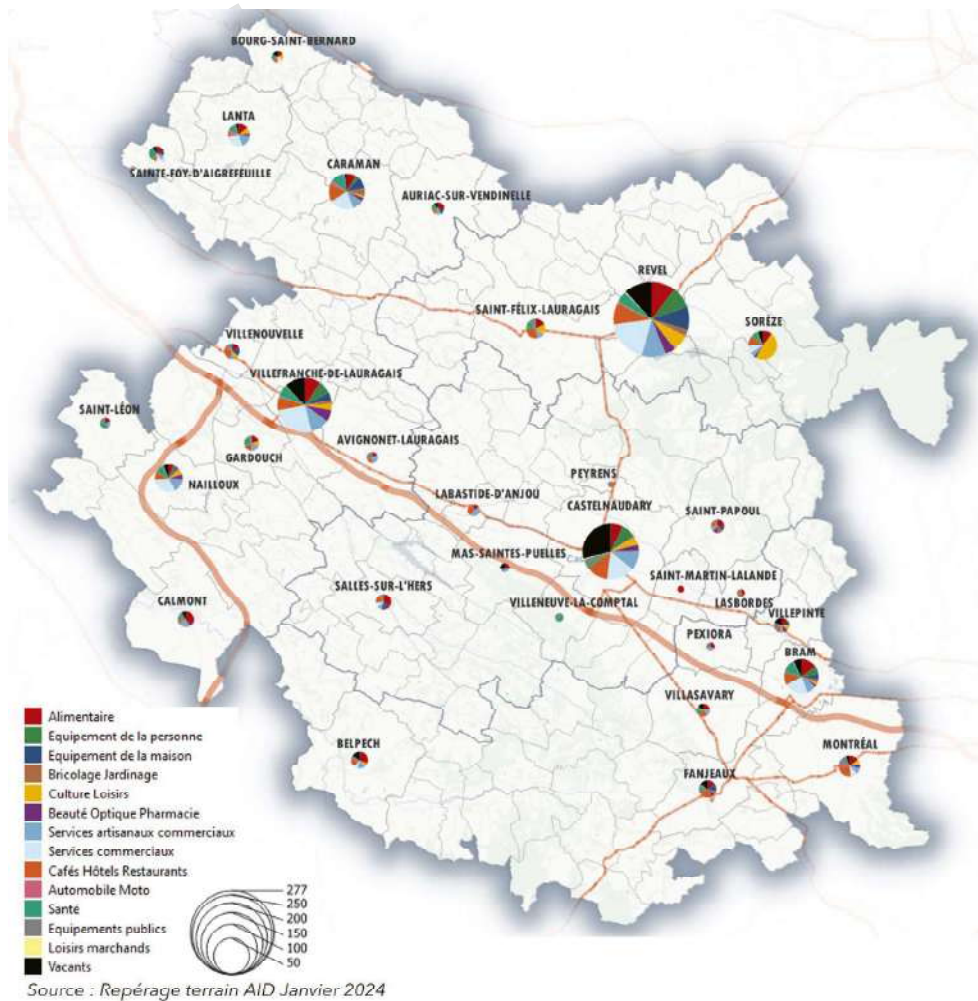 BOURG-SAINT-BERNARD
LANTA
SAINTE-FOY-D'AIGREFEUILLE
CARAMAN
AURIAC-SUR-VENDINELLE
REVEL
SAINT-FÉLIX-LAURAGAIS
SORÈZE
VILLENOUVELLE
VILLEFRANCHE-DE-LAURAGAIS
SAINT-LÉON
GARDOUCH
AVIGNONET-LAURAGAIS
NAILLOUX
PEYRENS
LABASTIDE-D'ANJOU
CASTELNAUDARY
SAINT-PAPOUL
MAS-SAINTES-PUELLES
SAINT-MARTIN-LALANDE
SALLES-SUR-L'HERS
CALMONT
VILLENEUVE-LA-COMPTAL
LASBORDES
VILLEPINTE
PEXIORA
BRAM
VILLASAVARY
BELPECH
MONTRÉAL
FANJEAUX
Alimentaire
Equipement de la personne
Equipement de la maison
Bricolage Jardinage
Culture Loisirs
Beauté Optique Pharmacie
Services artisanaux commerciaux
Services commerciaux
Cafés Hôtels Restaurants
Automobile Moto
Santé
Equipements publics
Loisirs marchands
Vacants
277
250
200
150
100
50
Source : Repérage terrain AID Janvier 2024